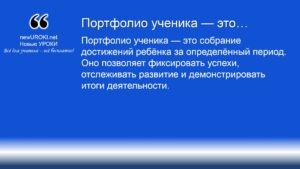 Портфолио ученика — это…
newUROKI.net
Новые УРОКИ
Всё для учителя - всё бесплатно!
Портфолио ученика — это собрание
достижений ребёнка за определённый период.
Оно позволяет фиксировать успехи,
отслеживать развитие и демонстрировать
итоги деятельности.